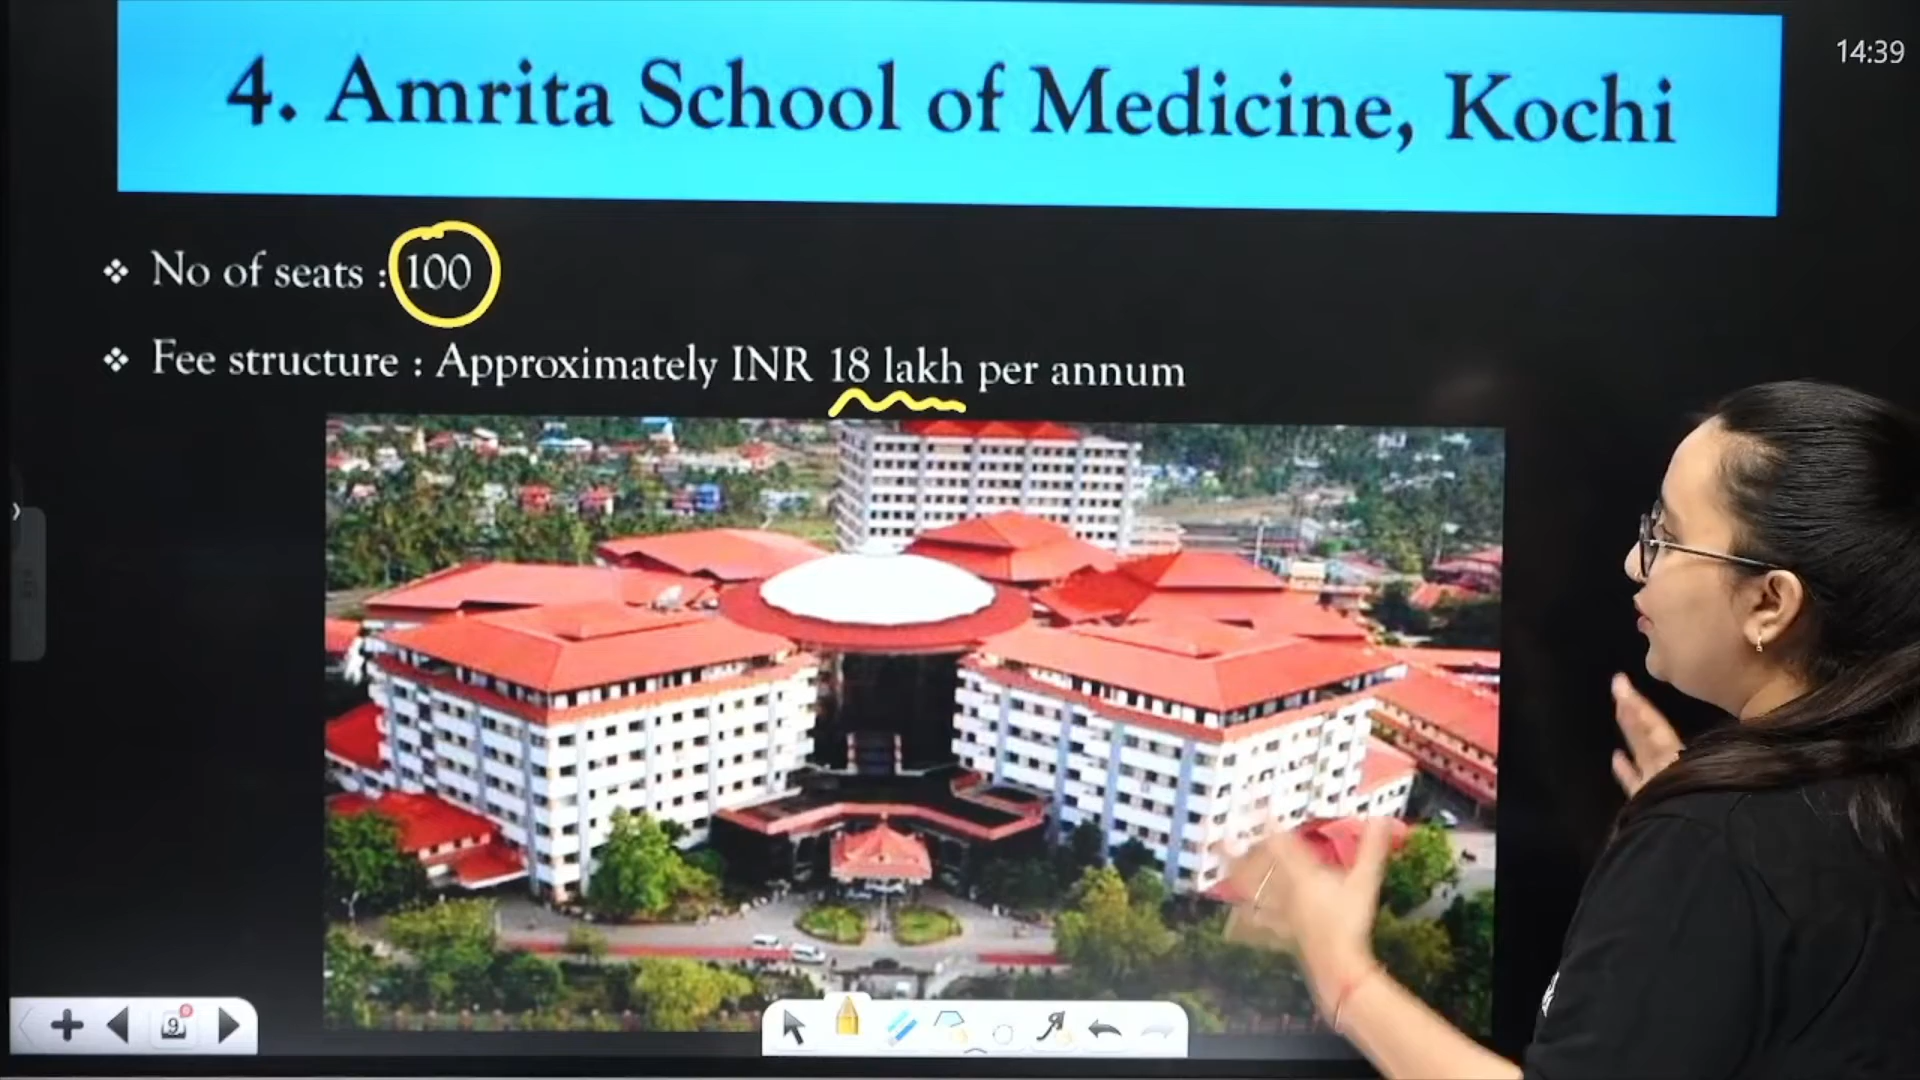 4. Amrita School of Medicine, Kochi
14:39
❖ No of seats : 100
❖ Fee structure : Approximately INR 18 lakh per annum
9